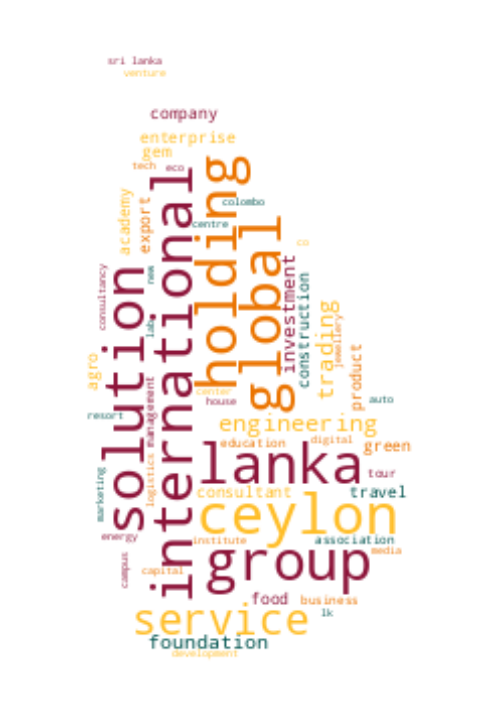 sri lanka
venture
company
enterprise
gem
tech
eco
holding
international
academy
export
colombo
centre
global
co
solution
consultancy
new
investment
construction
trading
lab
jewellery
product
agro
management
center
house
auto
resort
engineering
education
digital
green
lanka
logistics
marketing
tour
consultant
travel
ceylon
energy
institute
association
media
group
campus
capital
food
business
lk
service
foundation
development